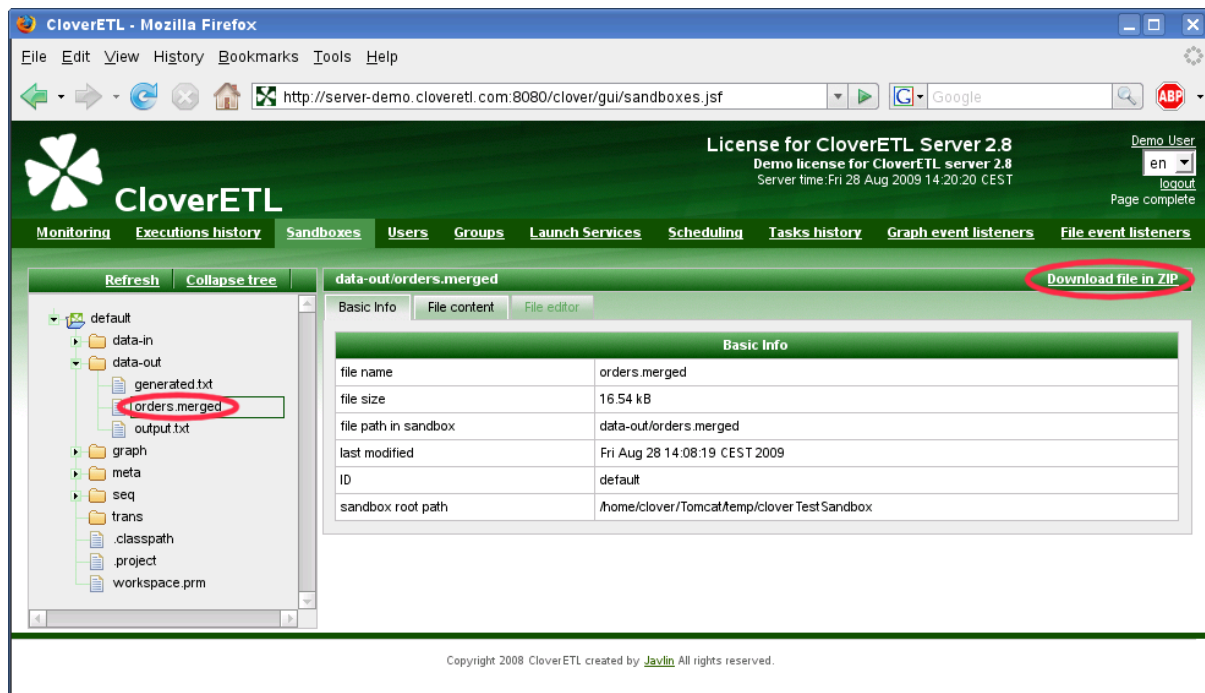 CloverETL - Mozilla Firefox
File Edit View History Bookmarks Tools Help
http://server-demo.cloveretl.com:8080/clover/gui/sandboxes.jsf
G Google
ABP
CloverETL
License for CloverETL Server 2.8
Demo license for CloverETL server 2.8
Server time:Fri 28 Aug 2009 14:20:20 CEST
Demo User
en
logout
Page complete
Monitoring Executions history Sandboxes Users Groups Launch Services Scheduling Tasks history Graph event listeners File event listeners
Refresh Collapse tree
default
data-in
data-out
generated.txt
orders.merged
output.txt
graph
meta
seq
trans
.classpath
.project
workspace.prm
data-out/orders.merged Download file in ZIP
Basic Info File content File editor
Basic Info
file name orders.merged
file size 16.54 kB
file path in sandbox data-out/orders.merged
last modified Fri Aug 28 14:08:19 CEST 2009
ID default
sandbox root path /home/clover/Tomcat/temp/cloverTestSandbox
Copyright 2008 CloverETL created by Javlin All rights reserved.